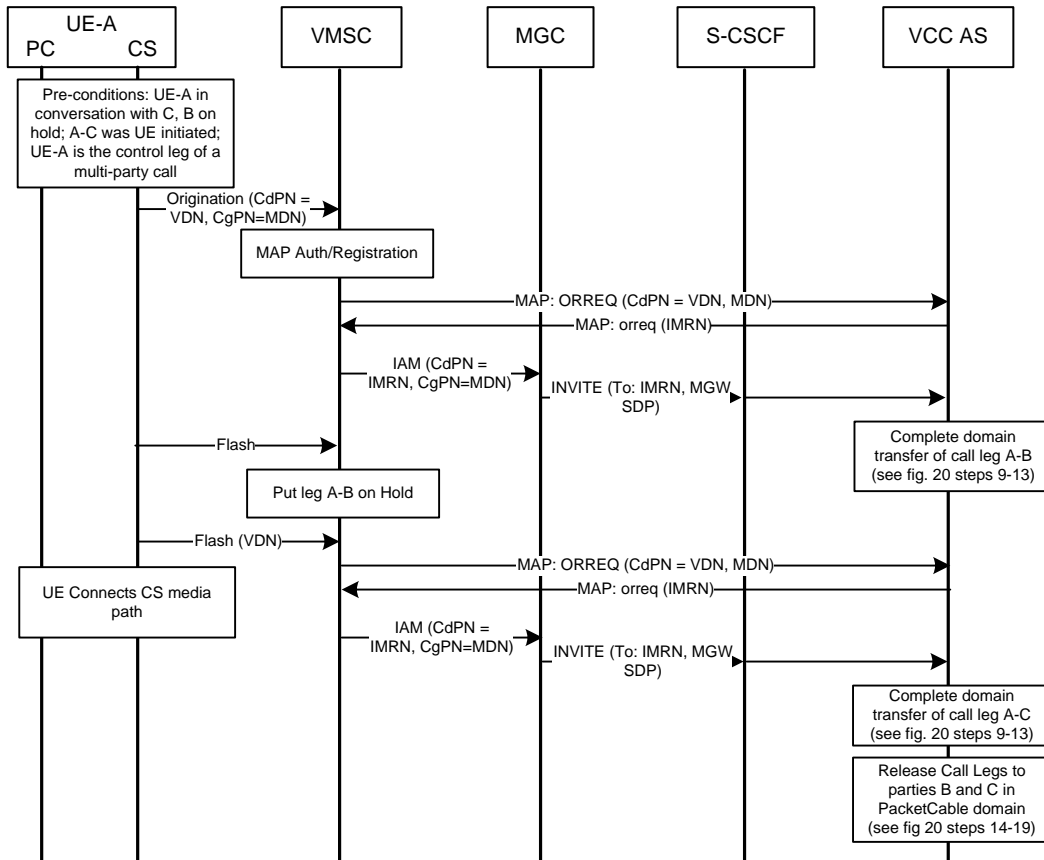 UE-A
PC CS
VMSC
MGC
S-CSCF
VCC AS
Pre-conditions: UE-A in
conversation with C, B on
hold; A-C was UE initiated;
UE-A is the control leg of a
multi-party call
Origination (CdPN =
VDN, CgPN=MDN)
MAP Auth/Registration
MAP: ORREQ (CdPN = VDN, MDN)
MAP: orreq (IMRN)
IAM (CdPN =
IMRN, CgPN=MDN)
INVITE (To: IMRN, MGW
SDP)
Flash
Complete domain
transfer of call leg A-B
(see fig. 20 steps 9-13)
Put leg A-B on Hold
Flash (VDN)
MAP: ORREQ (CdPN = VDN, MDN)
UE Connects CS media
path
MAP: orreq (IMRN)
IAM (CdPN =
IMRN, CgPN=MDN)
INVITE (To: IMRN, MGW
SDP)
Complete domain
transfer of call leg A-C
(see fig. 20 steps 9-13)
Release Call Legs to
parties B and C in
PacketCable domain
(see fig 20 steps 14-19)